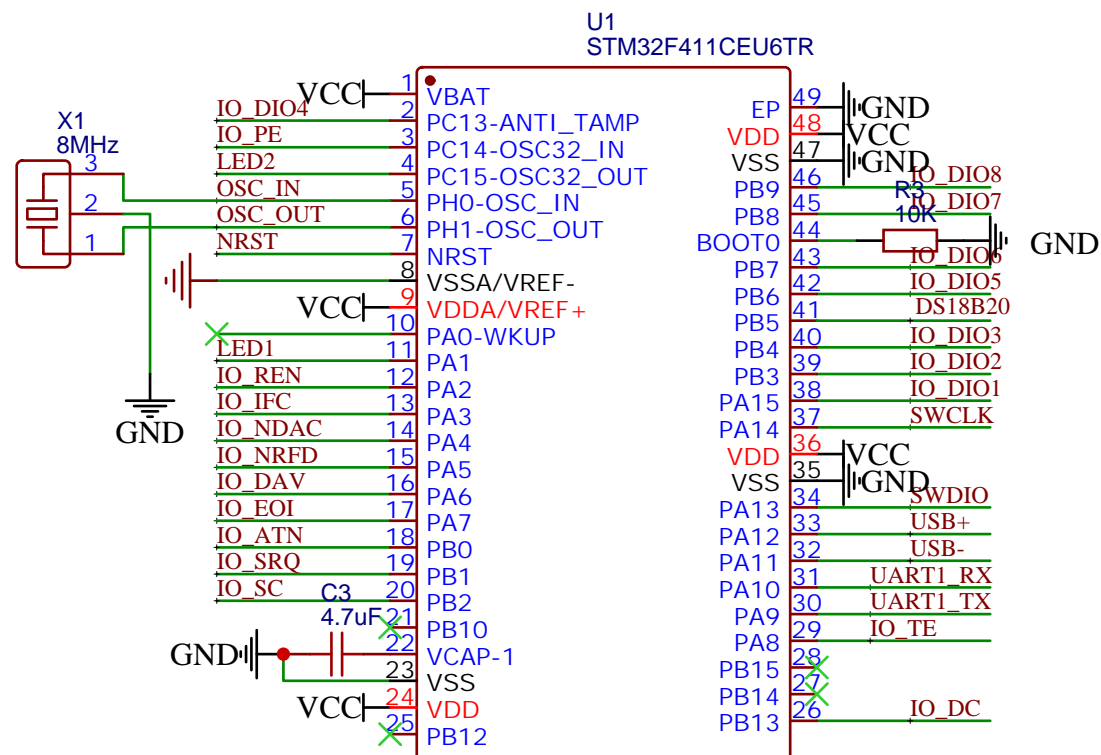 U1
STM32F411CEU6TR
X1
8MHz
3
2
1
GND
VCC 1 VBAT
IO_DIO4 2 PC13-ANTI_TAMP
IO_PE 3 PC14-OSC32_IN
LED2 4 PC15-OSC32_OUT
OSC_IN 5 PH0-OSC_IN
OSC_OUT 6 PH1-OSC_OUT
NRST 7 NRST
8 VSSA/VREF-
VCC 9 VDDA/VREF+
10 PA0-WKUP
LED1 11 PA1
IO_REN 12 PA2
IO_IFC 13 PA3
IO_NDAC 14 PA4
IO_NRFD 15 PA5
IO_DAV 16 PA6
IO_EOI 17 PA7
IO_ATN 18 PB0
IO_SRQ 19 PB1
IO_SC 20 PB2
21 PB10
C3
4.7uF
GND 22 VCAP-1
23 VSS
VCC 24 VDD
25 PB12
EP 49 GND
VDD 48 VCC
VSS 47 GND
PB9 46 IO_DIO8
PB8 45 IO_DIO7
R3
10K
BOOT0 44 GND
PB7 43 IO_DIO6
PB6 42 IO_DIO5
PB5 41 DS18B20
PB4 40 IO_DIO3
PB3 39 IO_DIO2
PA15 38 IO_DIO1
PA14 37 SWCLK
VDD 36 VCC
VSS 35 GND
PA13 34 SWDIO
PA12 33 USB+
PA11 32 USB-
PA10 31 UART1_RX
PA9 30 UART1_TX
PA8 29 IO_TE
PB15 28
PB14 27
PB13 26 IO_DC